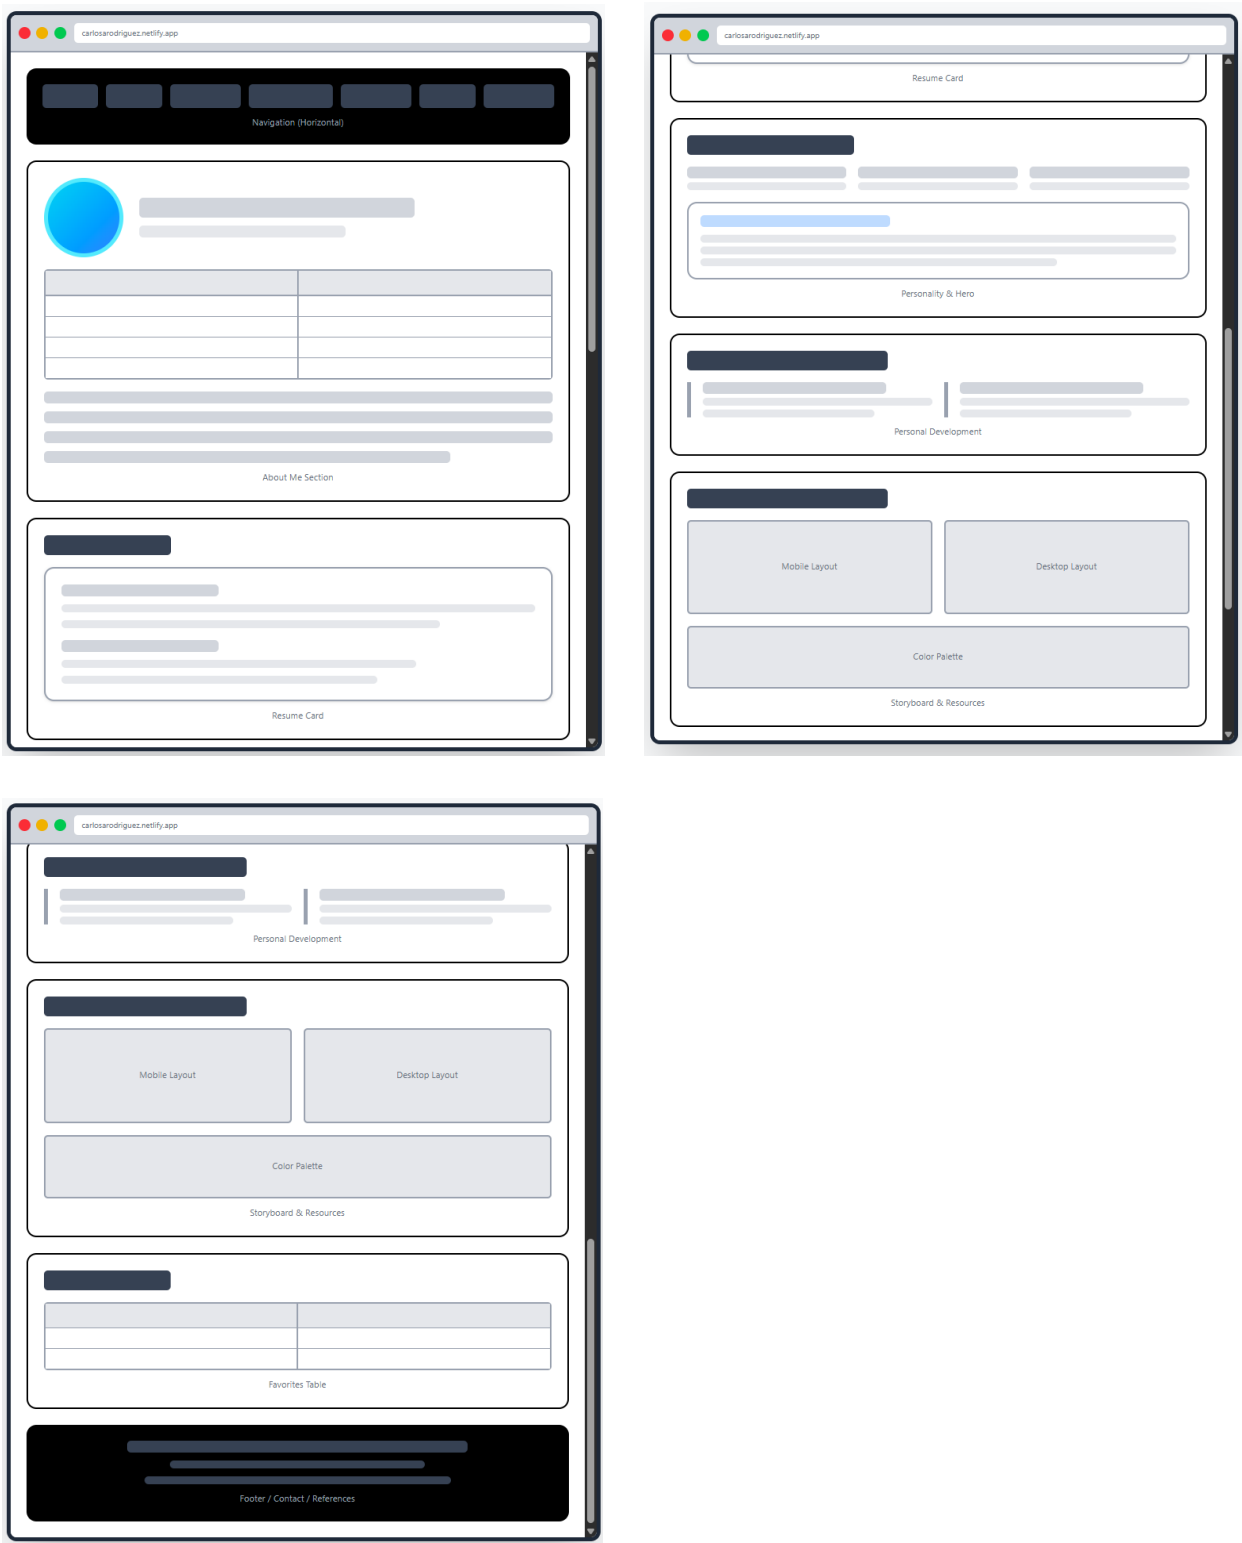 carlosarodriguez.netlify.app
Navigation (Horizontal)
About Me Section
Resume Card
carlosarodriguez.netlify.app
Resume Card
Personality & Hero
Personal Development
Mobile Layout
Desktop Layout
Color Palette
Storyboard & Resources
carlosarodriguez.netlify.app
Personal Development
Mobile Layout
Desktop Layout
Color Palette
Storyboard & Resources
Favorites Table
Footer / Contact / References